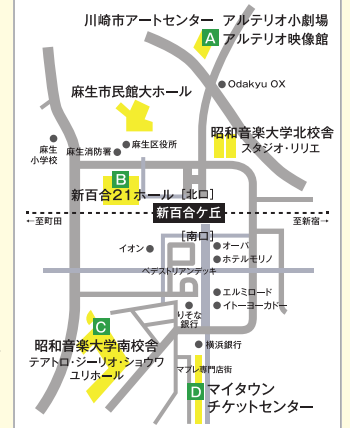 川崎市アートセンター アルテリオ小劇場
A アルテリオ映像館
Odakyu OX
麻生市民館大ホール
昭和音楽大学北校舎
スタジオ・リリエ
麻生
小学校
麻生消防署
麻生区役所
B
新百合21ホール
[北口]
新百合ケ丘
←至町田
至新宿→
[南口]
イオン
オーパ
ホテルモリノ
ペデストリアンデッキ
エルミロード
イトーヨーカドー
りそな
銀行
C
昭和音楽大学南校舎
テアトロ・ジーリオ・ショウワ
ユリホール
横浜銀行
マプレ専門店街
D マイタウン
チケットセンター